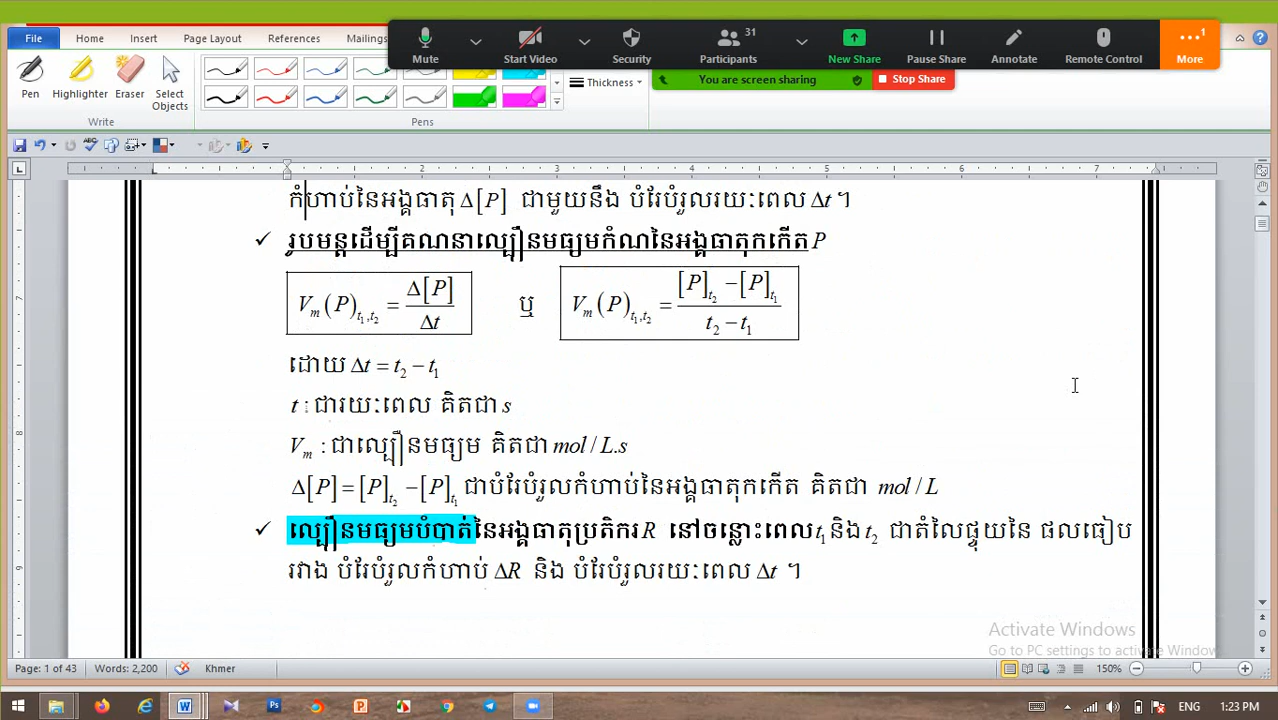 Mute
Start Video
Security
Participants
31
New Share
Pause Share
Annotate
Remote Control
More
1
You are screen sharing
Stop Share
File
Home
Insert
Page Layout
References
Mailings
Pen
Highlighter
Eraser
Select Objects
Thickness
Write
Pens
កំហាប់នៃអង្គធាតុ Δ[P] ជាមួយនឹង បំរែបំរួលរយៈពេល Δt ។
✓ រូបមន្តដើម្បីគណនាល្បឿនមធ្យមកំណនៃអង្គធាតុកកើត P
V_m(P)_{t₁,t₂} = Δ[P]/Δt ឬ V_m(P)_{t₁,t₂} = ([P]_{t₂} − [P]_{t₁})/(t₂ − t₁)
ដោយ Δt = t₂ − t₁
t : ជារយៈពេល គិតជា s
V_m : ជាល្បឿនមធ្យម គិតជា mol / L.s
Δ[P] = [P]_{t₂} − [P]_{t₁} ជាបំរែបំរួលកំហាប់នៃអង្គធាតុកកើត គិតជា mol / L
✓ ល្បឿនមធ្យមបំបាត់នៃអង្គធាតុប្រតិករ R នៅចន្លោះពេល t₁ និង t₂ ជាតំលៃផ្ទុយនៃ ផលធៀប
រវាង បំរែបំរួលកំហាប់ ΔR និង បំរែបំរួលរយៈពេល Δt ។
Activate Windows
Go to PC settings to activate Windows.
Page: 1 of 43
Words: 2,200
Khmer
150%
1:23 PM